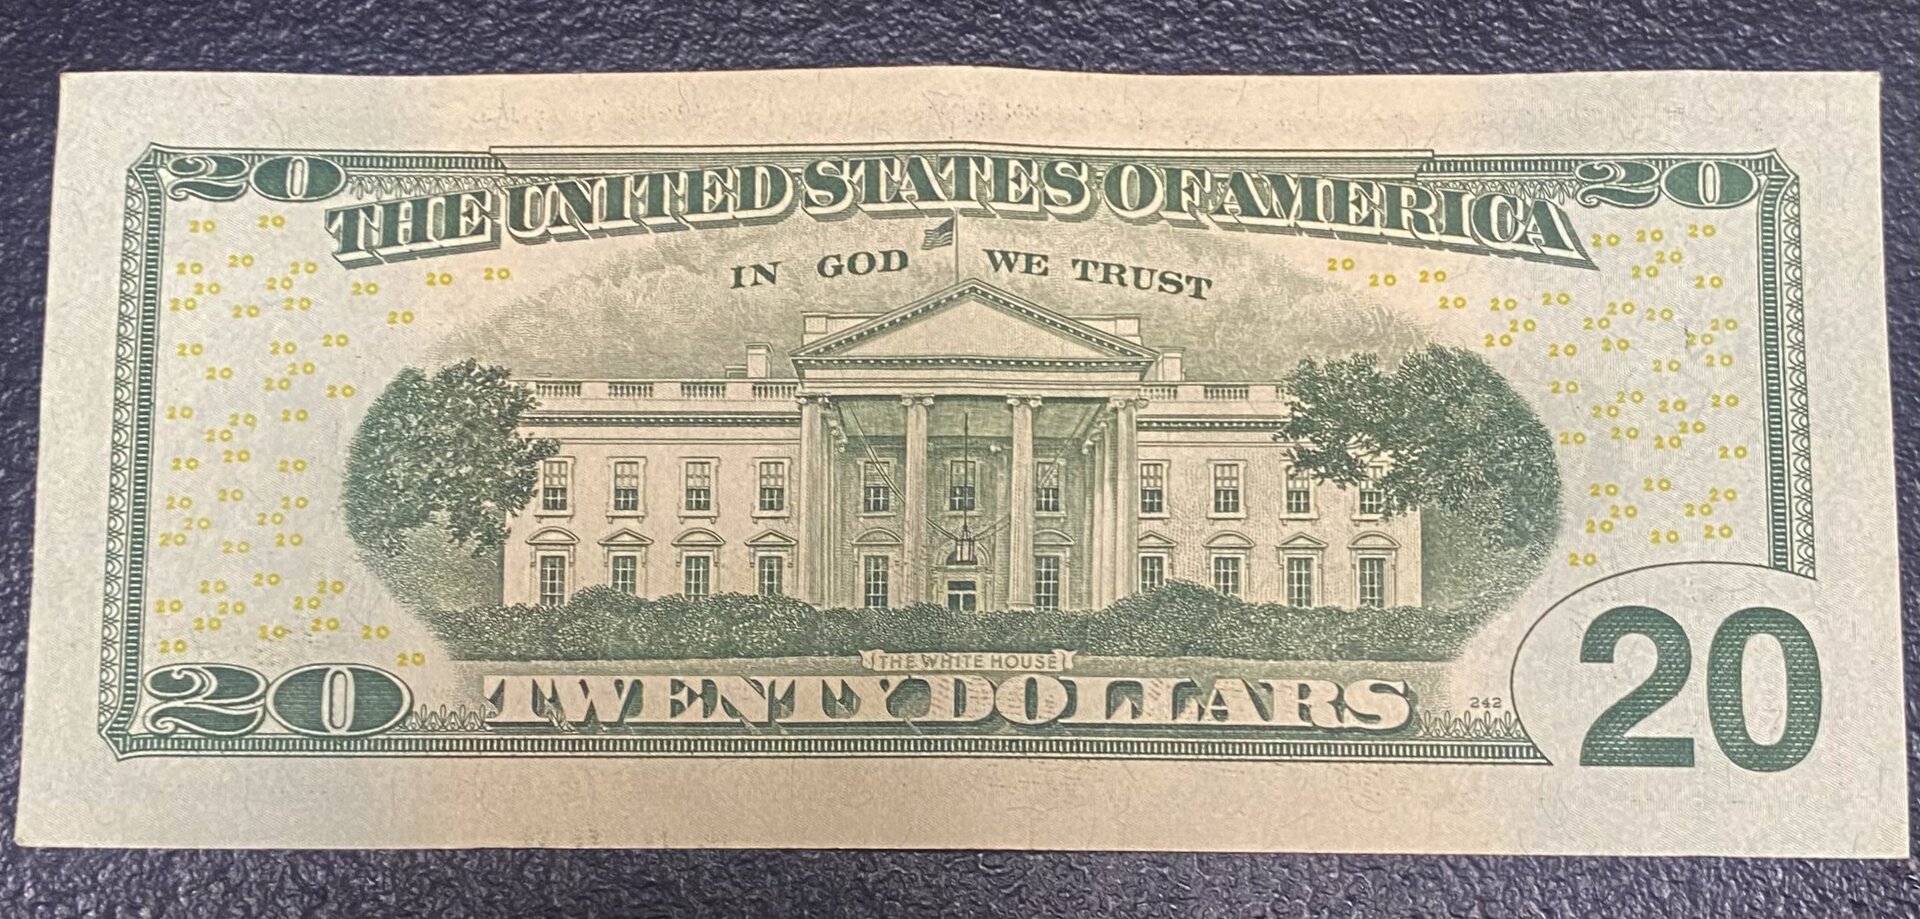 20 THE UNITED STATES OF AMERICA 20
IN GOD WE TRUST
THE WHITE HOUSE
20 TWENTY DOLLARS 242 20